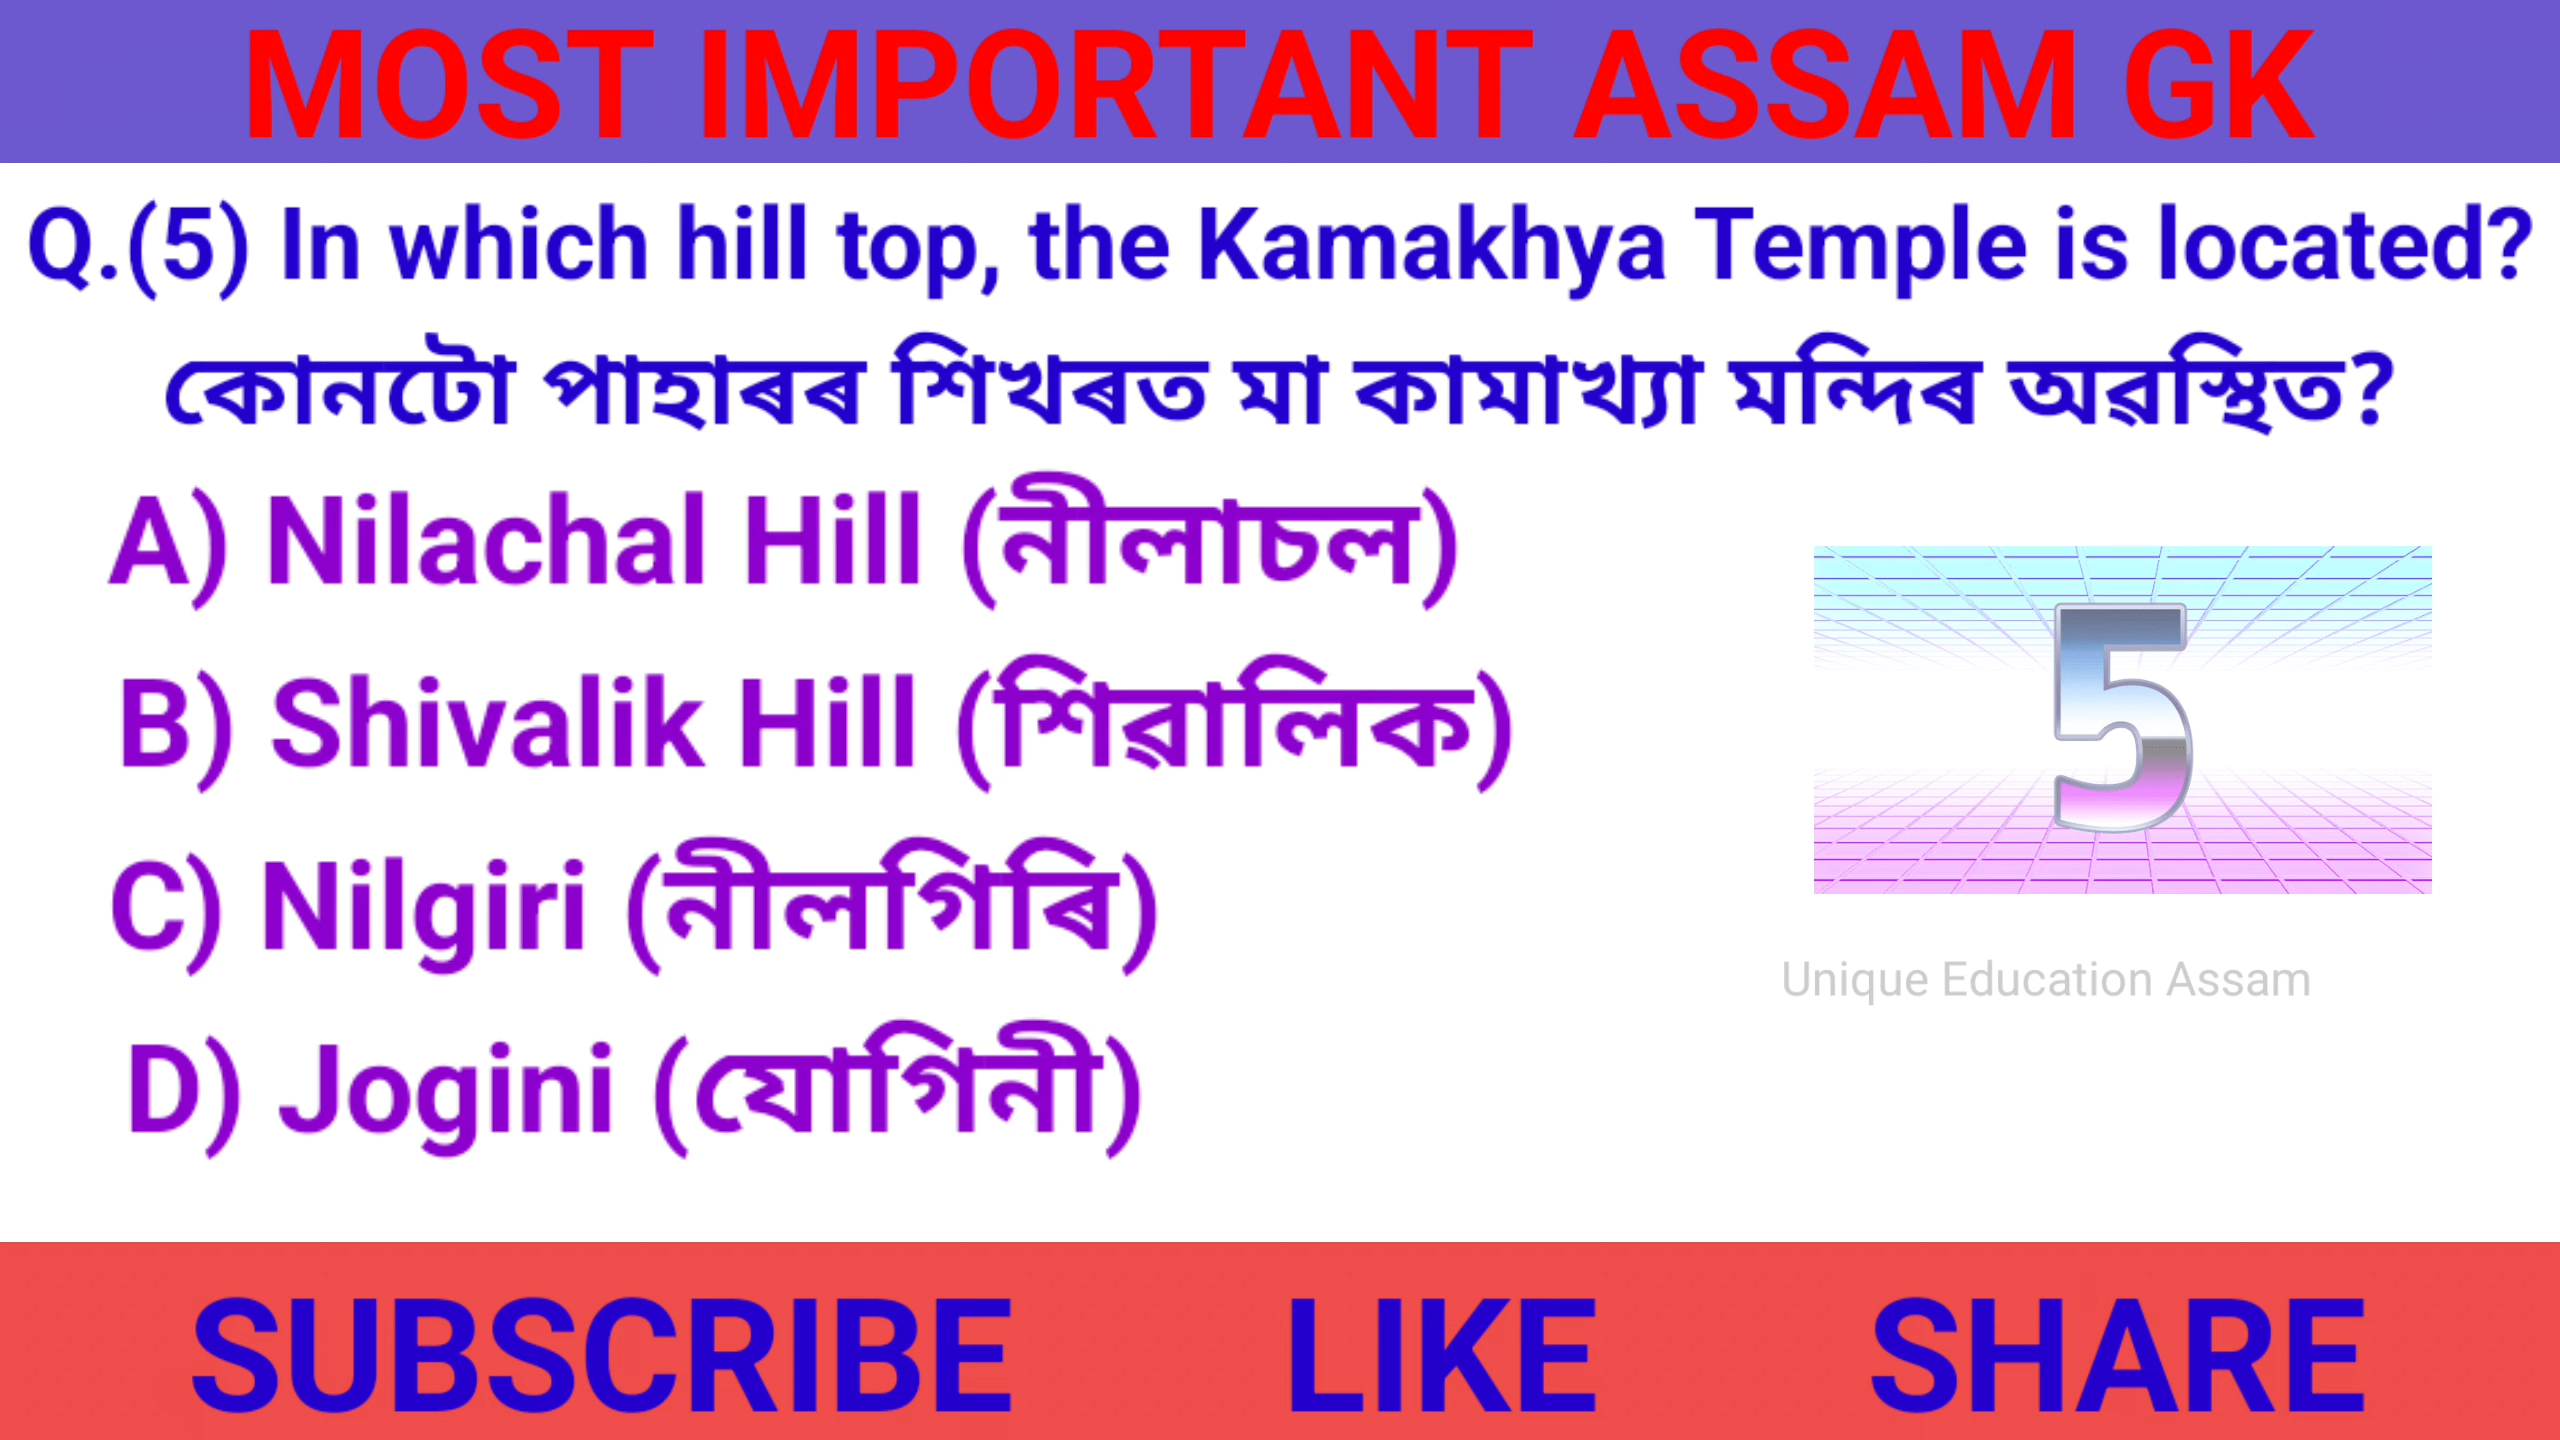 MOST IMPORTANT ASSAM GK
Q.(5) In which hill top, the Kamakhya Temple is located?
কোনটো পাহাৰৰ শিখৰত মা কামাখ্যা মন্দিৰ অৱস্থিত?
A) Nilachal Hill (নীলাচল)
B) Shivalik Hill (শিৱালিক)
C) Nilgiri (নীলগিৰি)
D) Jogini (যোগিনী)
5
Unique Education Assam
SUBSCRIBE LIKE SHARE